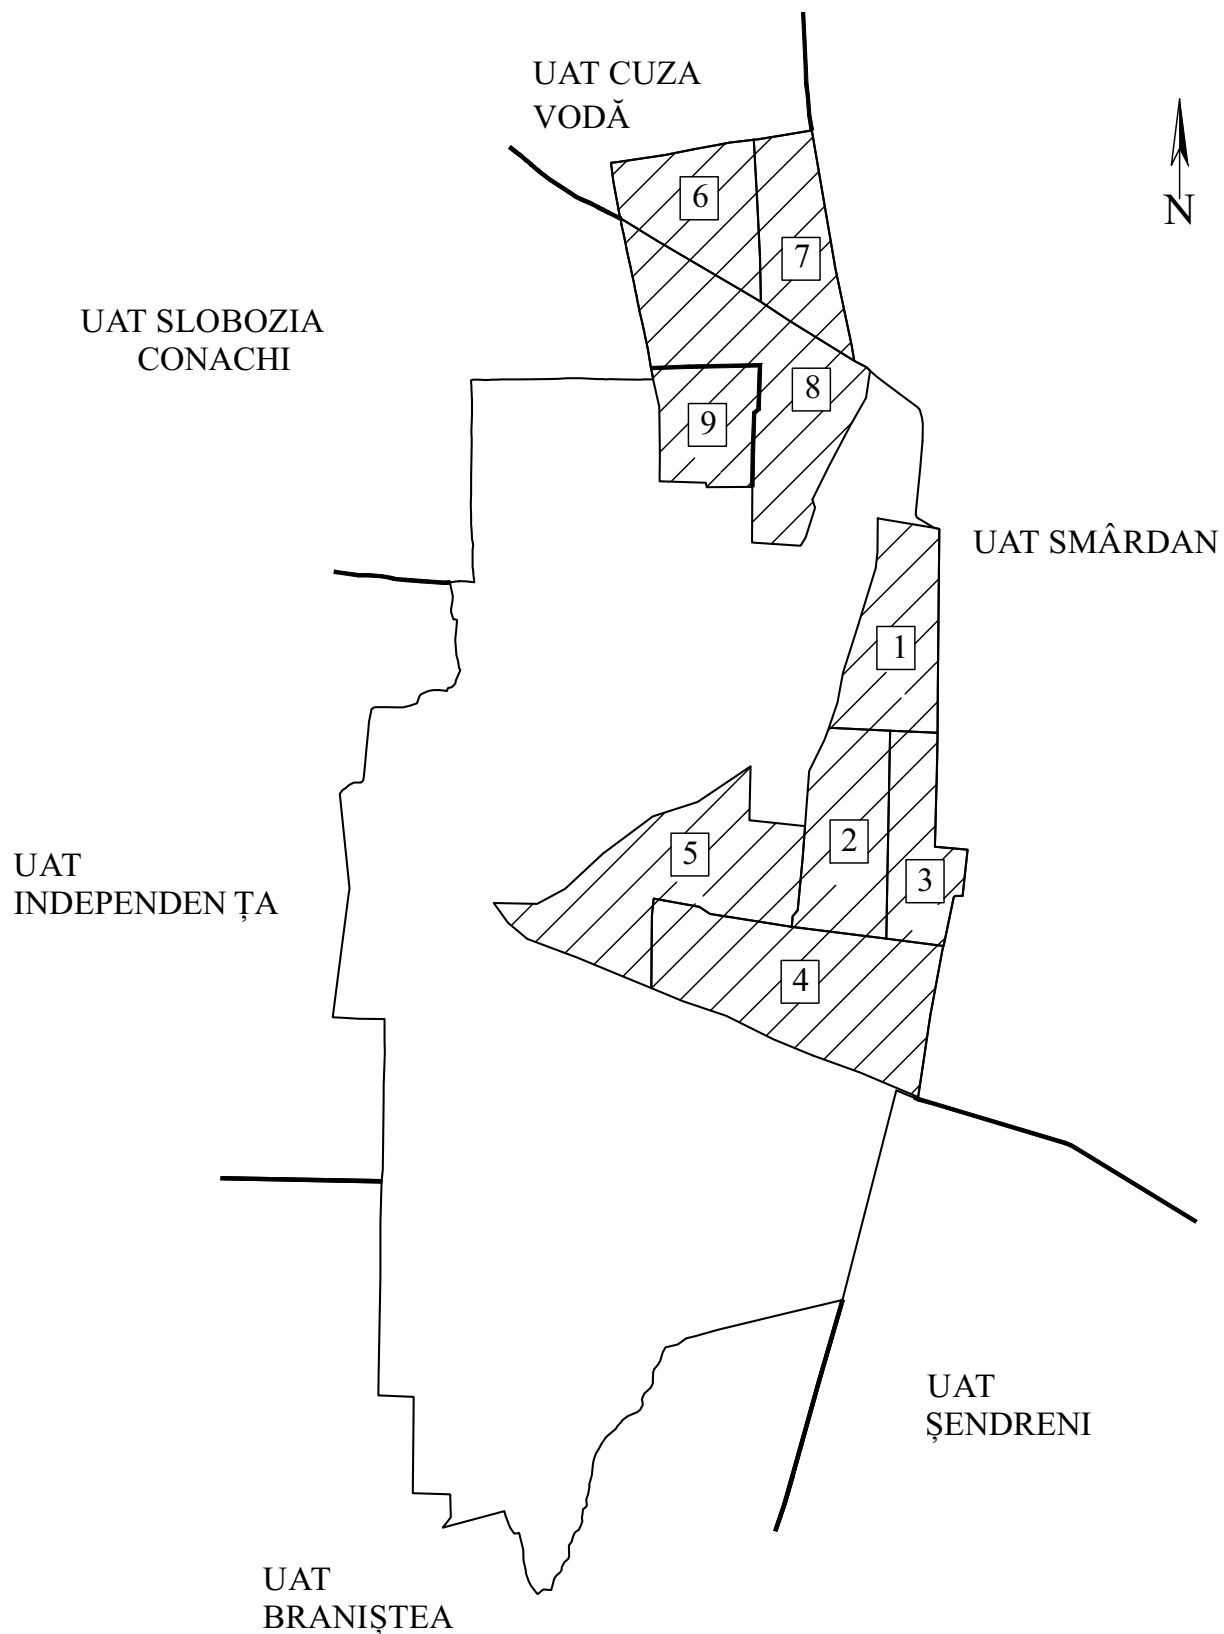 UAT CUZA
VODĂ
N
6
7
UAT SLOBOZIA
CONACHI
8
9
UAT SMÂRDAN
1
2
5
3
UAT
INDEPENDEN ȚA
4
UAT
ȘENDRENI
UAT
BRANIȘTEA